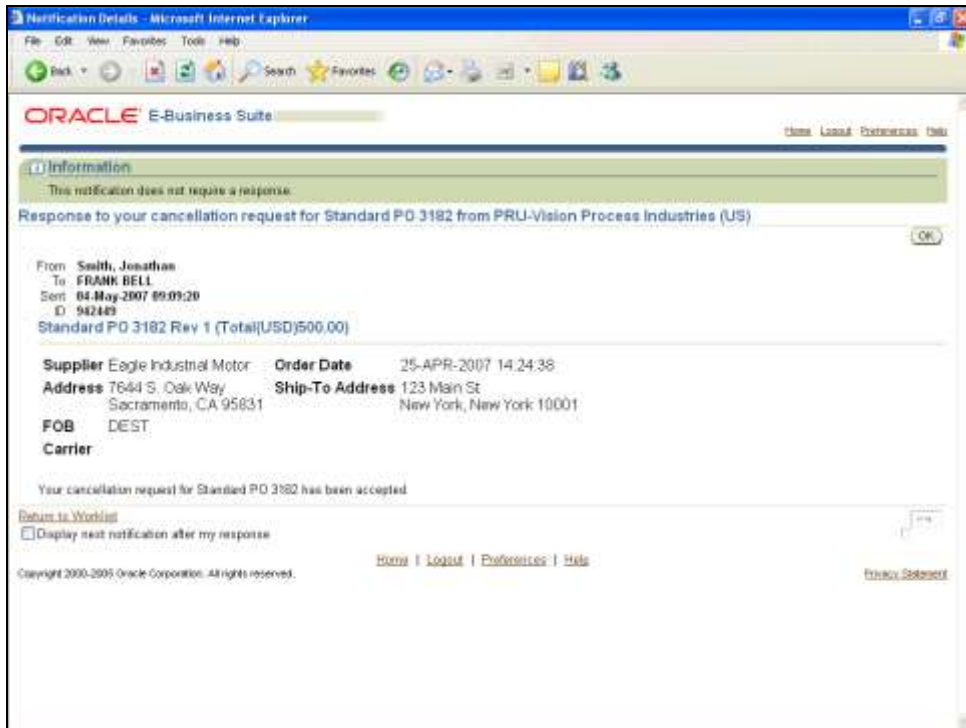 Notification Details - Microsoft Internet Explorer
File Edit View Favorites Tools Help
Back Search Favorites
ORACLE E-Business Suite
Home Logout Preferences Help
Information
This notification does not require a response.
Response to your cancellation request for Standard PO 3182 from PRU-Vision Process Industries (US)
OK
From Smith, Jonathan
To FRANK BELL
Sent 04-May-2007 09:09:20
ID 942449
Standard PO 3182 Rev 1 (Total(USD)500.00)
Supplier Eagle Industrial Motor Order Date 25-APR-2007 14:24:38
Address 7644 S. Oak Way Ship-To Address 123 Main St
Sacramento, CA 95831 New York, New York 10001
FOB DEST
Carrier
Your cancellation request for Standard PO 3182 has been accepted
Return to Worklist
Display next notification after my response
Home | Logout | Preferences | Help
Copyright 2000-2005 Oracle Corporation. All rights reserved.
Privacy Statement